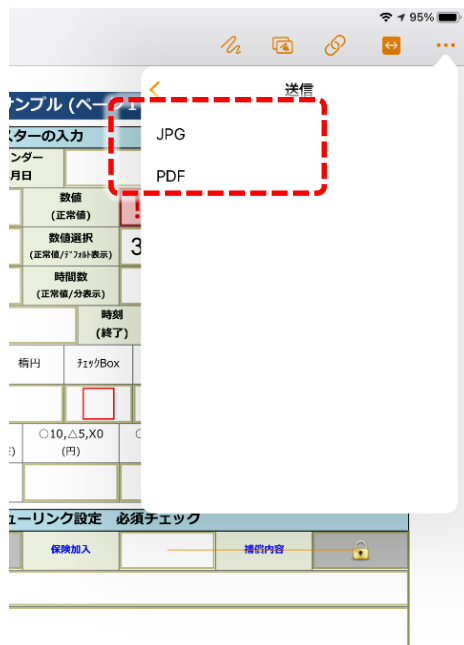 95%
送信
サンプル (ペー
JPG
スターの入力
PDF
ンダー
月日
数値
(正常値)
数値選択
(正常値/ﾃﾞﾌｫﾙﾄ表示)
3
時間数
(正常値/分表示)
時刻
(終了)
楕円
ﾁｪｯｸBox
○10,△5,X0
(円)
ューリンク設定 必須チェック
保険加入
補償内容